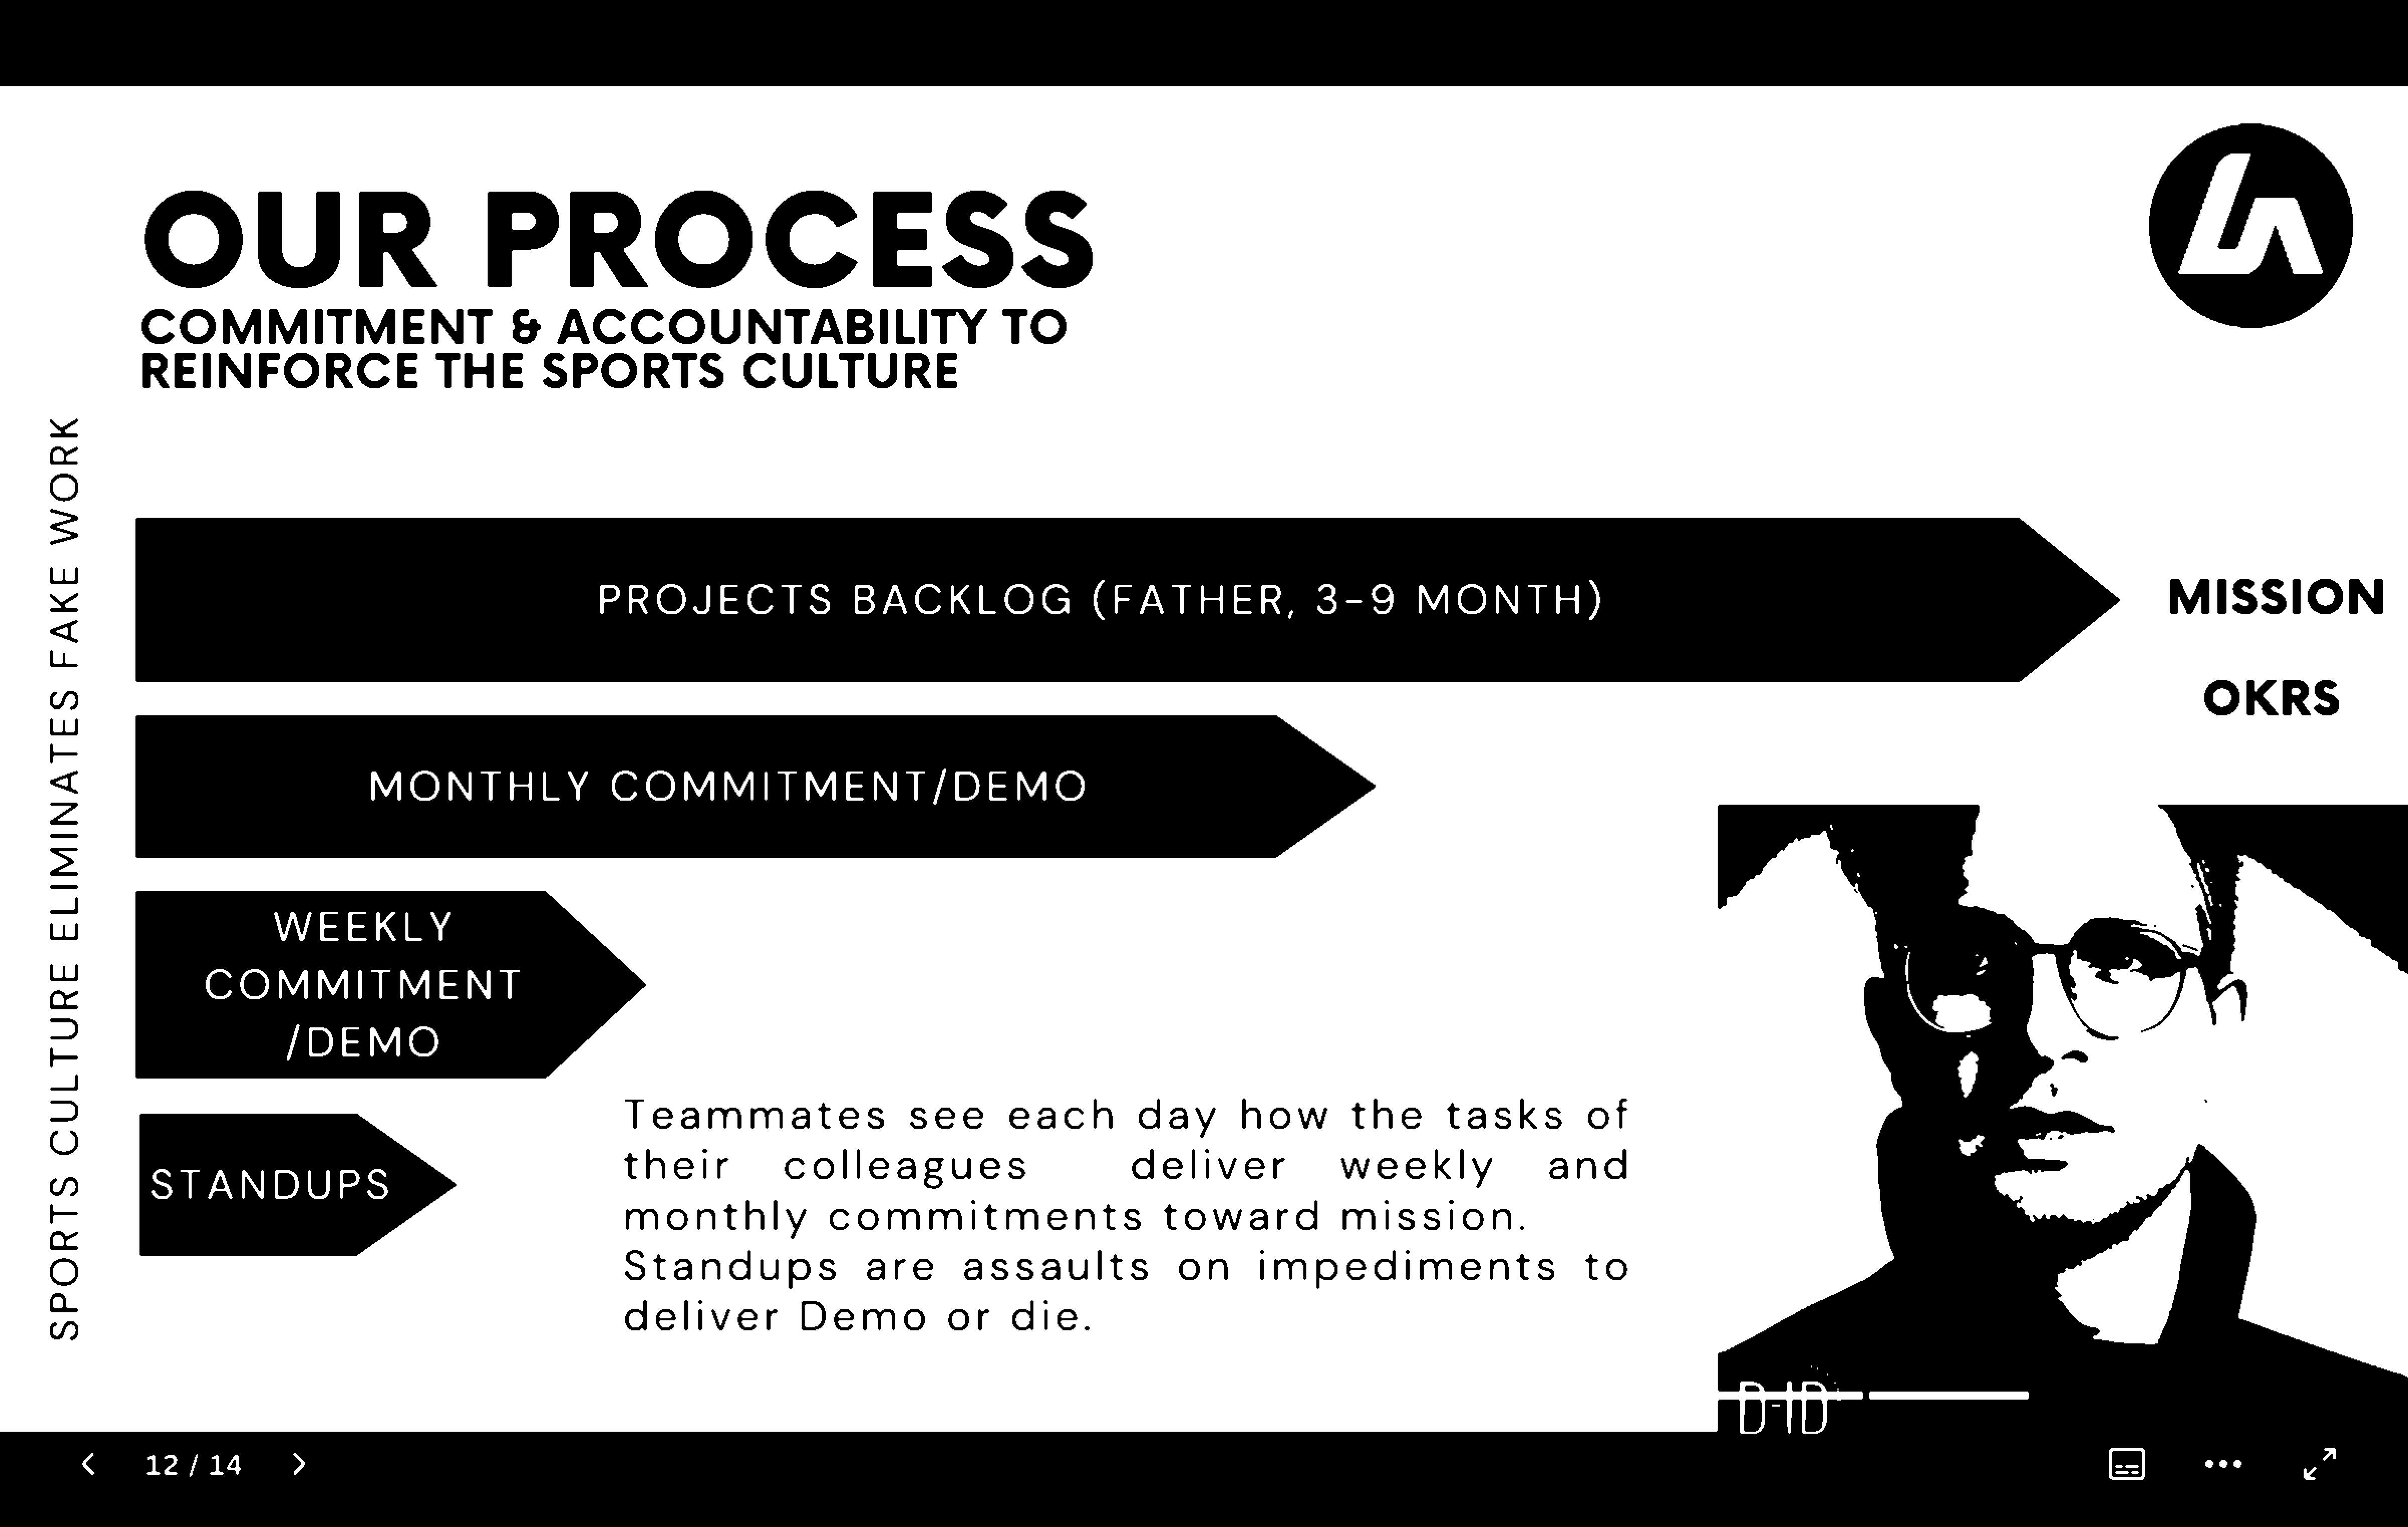 OUR PROCESS
COMMITMENT & ACCOUNTABILITY TO
REINFORCE THE SPORTS CULTURE
SPORTS CULTURE ELIMINATES FAKE WORK
PROJECTS BACKLOG (FATHER, 3-9 MONTH)
MISSION
OKRS
MONTHLY COMMITMENT/DEMO
WEEKLY
COMMITMENT
/DEMO
STANDUPS
Teammates see each day how the tasks of
their colleagues deliver weekly and
monthly commitments toward mission.
Standups are assaults on impediments to
deliver Demo or die.
D-ID
12 / 14